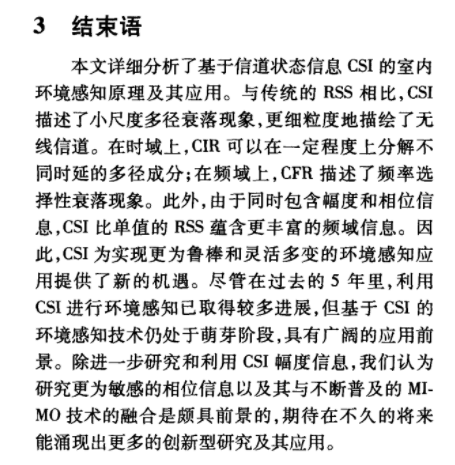 3 结束语
本文详细分析了基于信道状态信息 CSI 的室内
环境感知原理及其应用。与传统的 RSS 相比,CSI
描述了小尺度多径衰落现象,更细粒度地描绘了无
线信道。在时域上,CIR 可以在一定程度上分解不
同时延的多径成分;在频域上,CFR 描述了频率选
择性衰落现象。此外,由于同时包含幅度和相位信
息,CSI 比单值的 RSS 蕴含更丰富的频域信息。因
此,CSI 为实现更为鲁棒和灵活多变的环境感知应
用提供了新的机遇。尽管在过去的 5 年里,利用
CSI 进行环境感知已取得较多进展,但基于 CSI 的
环境感知技术仍处于萌芽阶段,具有广阔的应用前
景。除进一步研究和利用 CSI 幅度信息,我们认为
研究更为敏感的相位信息以及其与不断普及的 MI-
MO 技术的融合是颇具前景的,期待在不久的将来
能涌现出更多的创新型研究及其应用。